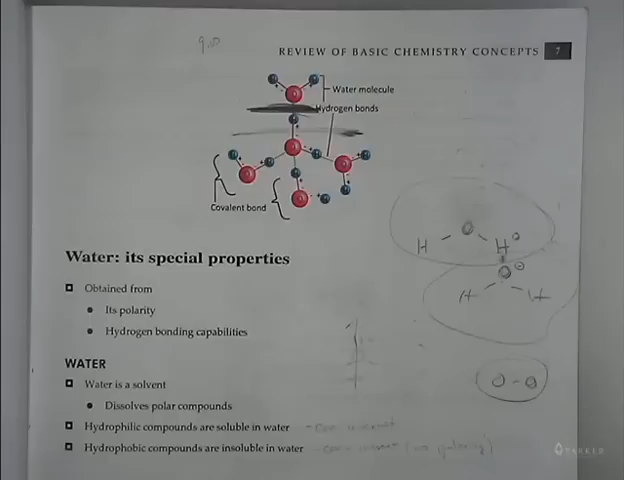 REVIEW OF BASIC CHEMISTRY CONCEPTS 7
Water molecule
Hydrogen bonds
Covalent bond
Water: its special properties
Obtained from
Its polarity
Hydrogen bonding capabilities
WATER
Water is a solvent
Dissolves polar compounds
Hydrophilic compounds are soluble in water
Hydrophobic compounds are insoluble in water
H O H
O
H H
O - O